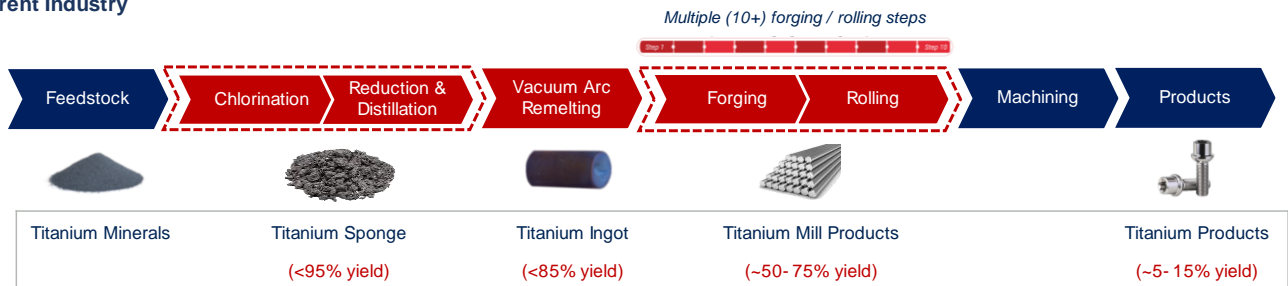 rent Industry
Multiple (10+) forging / rolling steps
Step 1
Step 10
Feedstock
Chlorination
Reduction &
Distillation
Vacuum Arc
Remelting
Forging
Rolling
Machining
Products
Titanium Minerals
Titanium Sponge
Titanium Ingot
Titanium Mill Products
Titanium Products
(<95% yield)
(<85% yield)
(~50- 75% yield)
(~5- 15% yield)